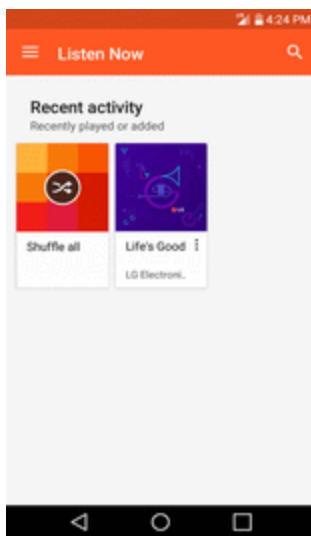 4:24 PM
Listen Now
Recent activity
Recently played or added
Shuffle all
Life's Good
LG Electroni..